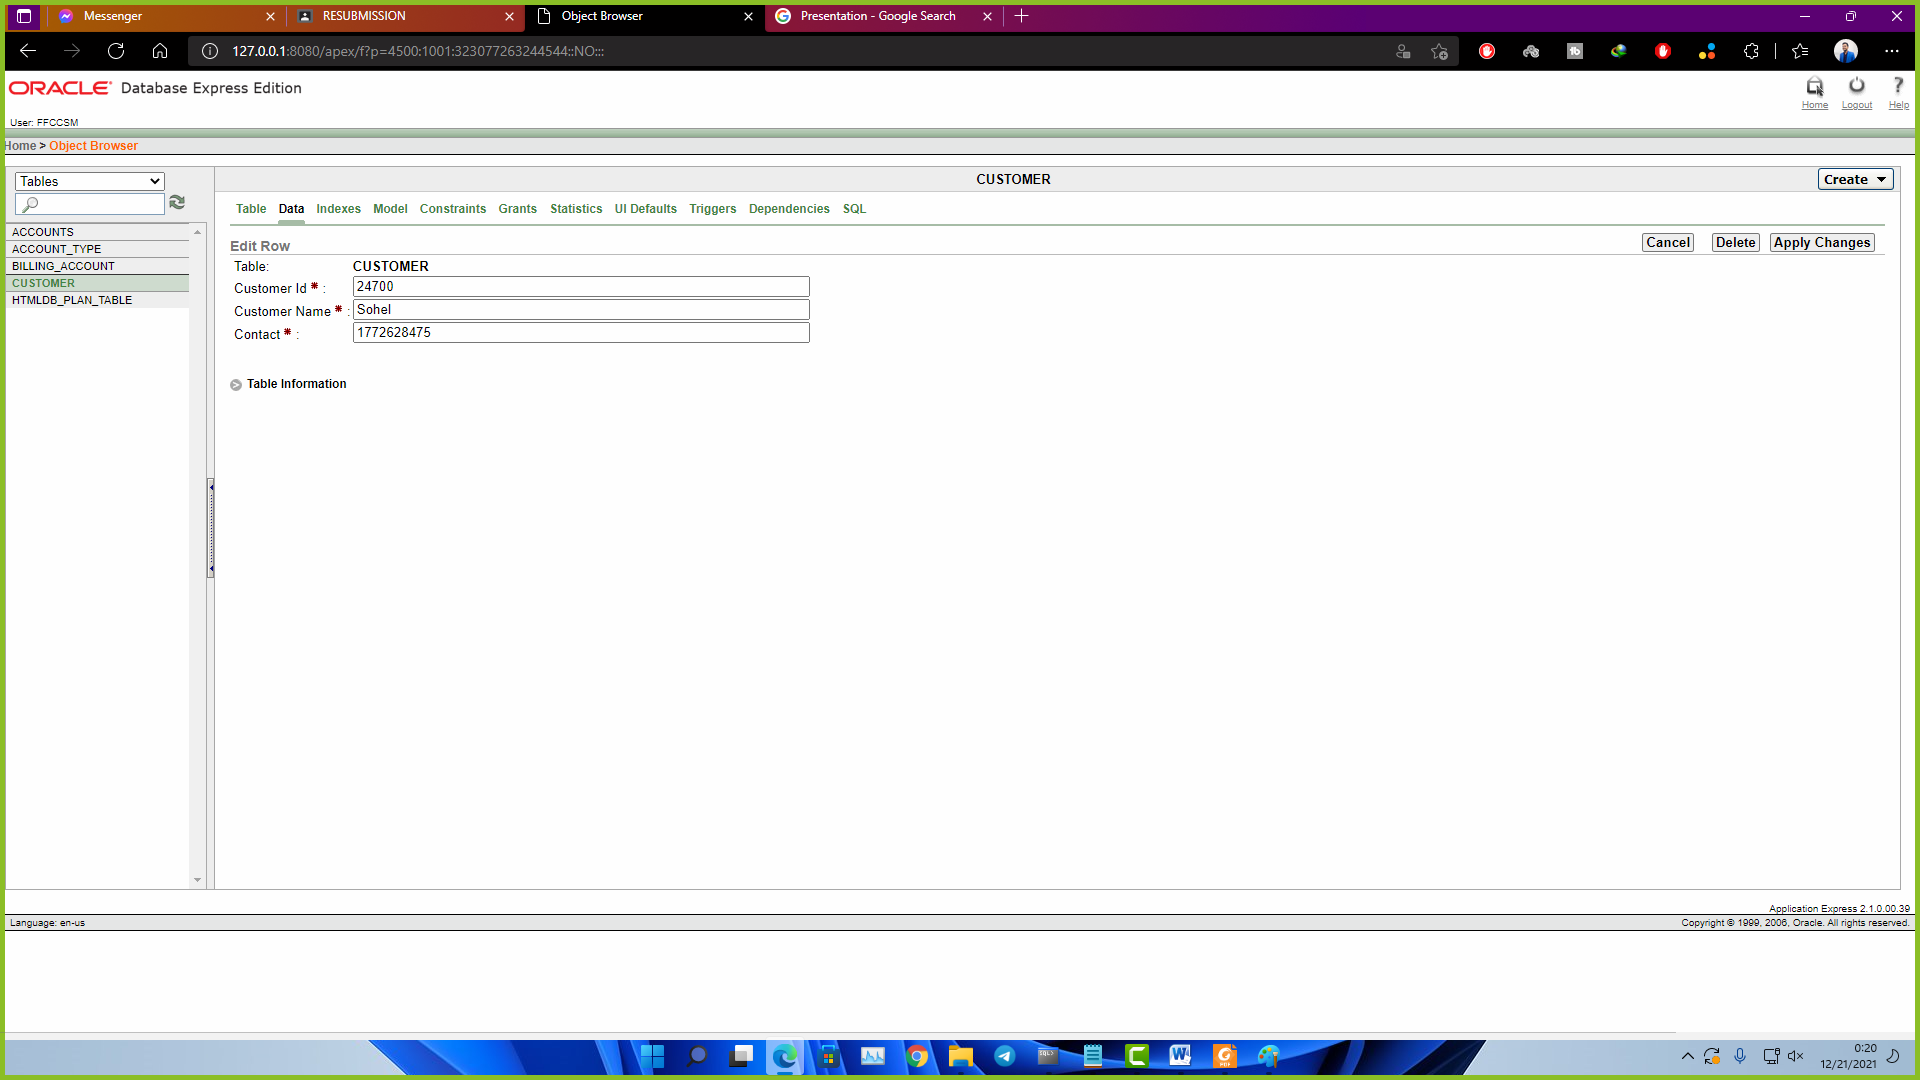 Messenger
RESUBMISSION
Object Browser
Presentation - Google Search
127.0.0.1:8080/apex/f?p=4500:1001:323077263244544::NO:::
ORACLE Database Express Edition
Home
Logout
Help
User: FFCCSM
Home > Object Browser
Tables
CUSTOMER
Create
Table Data Indexes Model Constraints Grants Statistics UI Defaults Triggers Dependencies SQL
ACCOUNTS
ACCOUNT_TYPE
BILLING_ACCOUNT
CUSTOMER
HTMLDB_PLAN_TABLE
Edit Row
Cancel
Delete
Apply Changes
Table: CUSTOMER
Customer Id * : 24700
Customer Name * : Sohel
Contact * : 1772628475
Table Information
Application Express 2.1.0.00.39
Language: en-us
Copyright © 1999, 2006, Oracle. All rights reserved.
0:20
12/21/2021